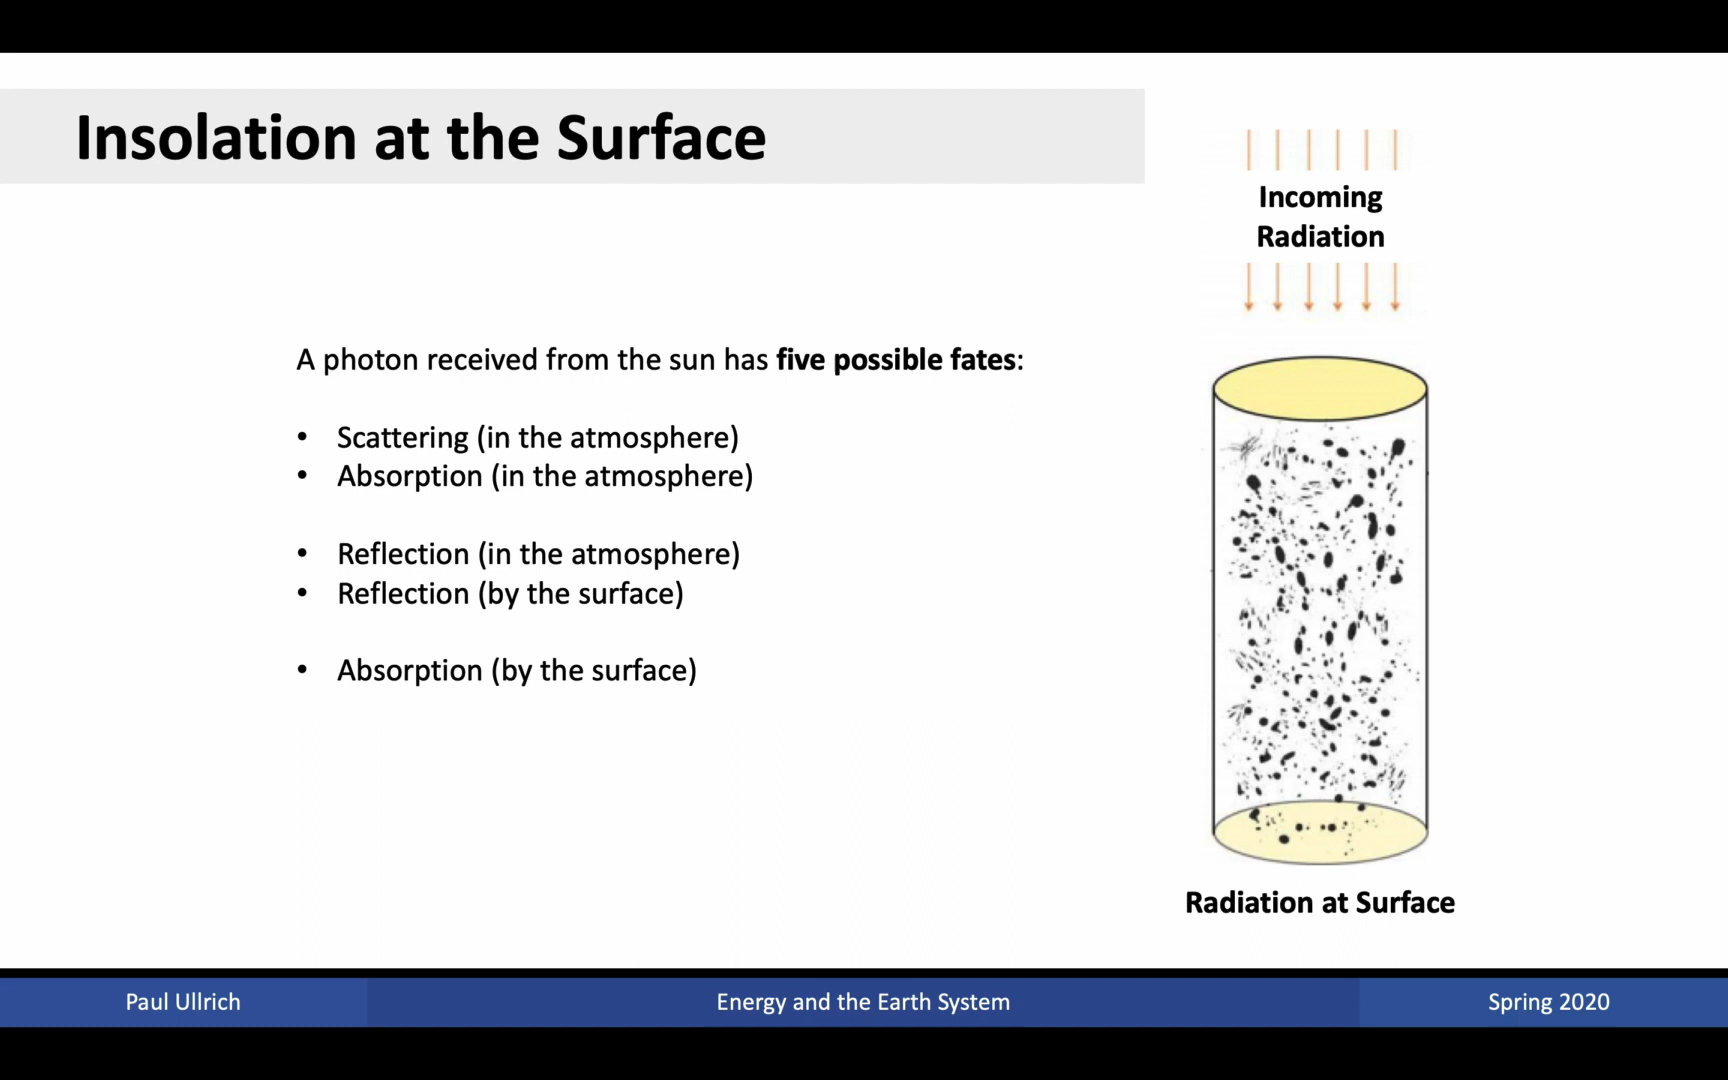 Insolation at the Surface
Incoming
Radiation
A photon received from the sun has five possible fates:
• Scattering (in the atmosphere)
• Absorption (in the atmosphere)
• Reflection (in the atmosphere)
• Reflection (by the surface)
• Absorption (by the surface)
Radiation at Surface
Paul Ullrich
Energy and the Earth System
Spring 2020